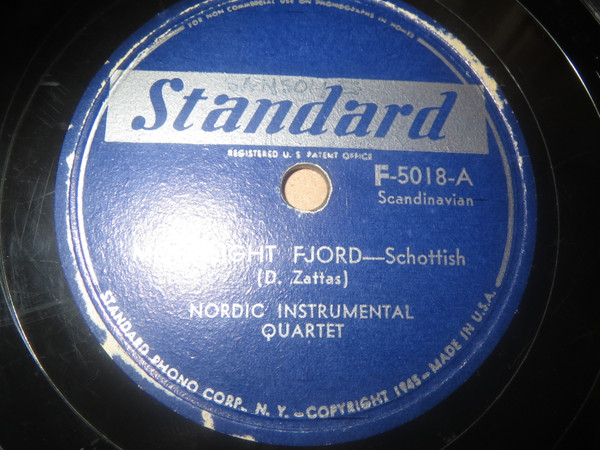 FOR NON COMMERCIAL USE ON PHONOGRAPHS IN HOMES
Standard
REGISTERED U. S. PATENT OFFICE
F-5018-A
Scandinavian
FJORD—Schottish
(D. Zattas)
NORDIC INSTRUMENTAL
QUARTET
STANDARD PHONO CORP. N. Y. — COPYRIGHT 1945 — MADE IN U.S.A.